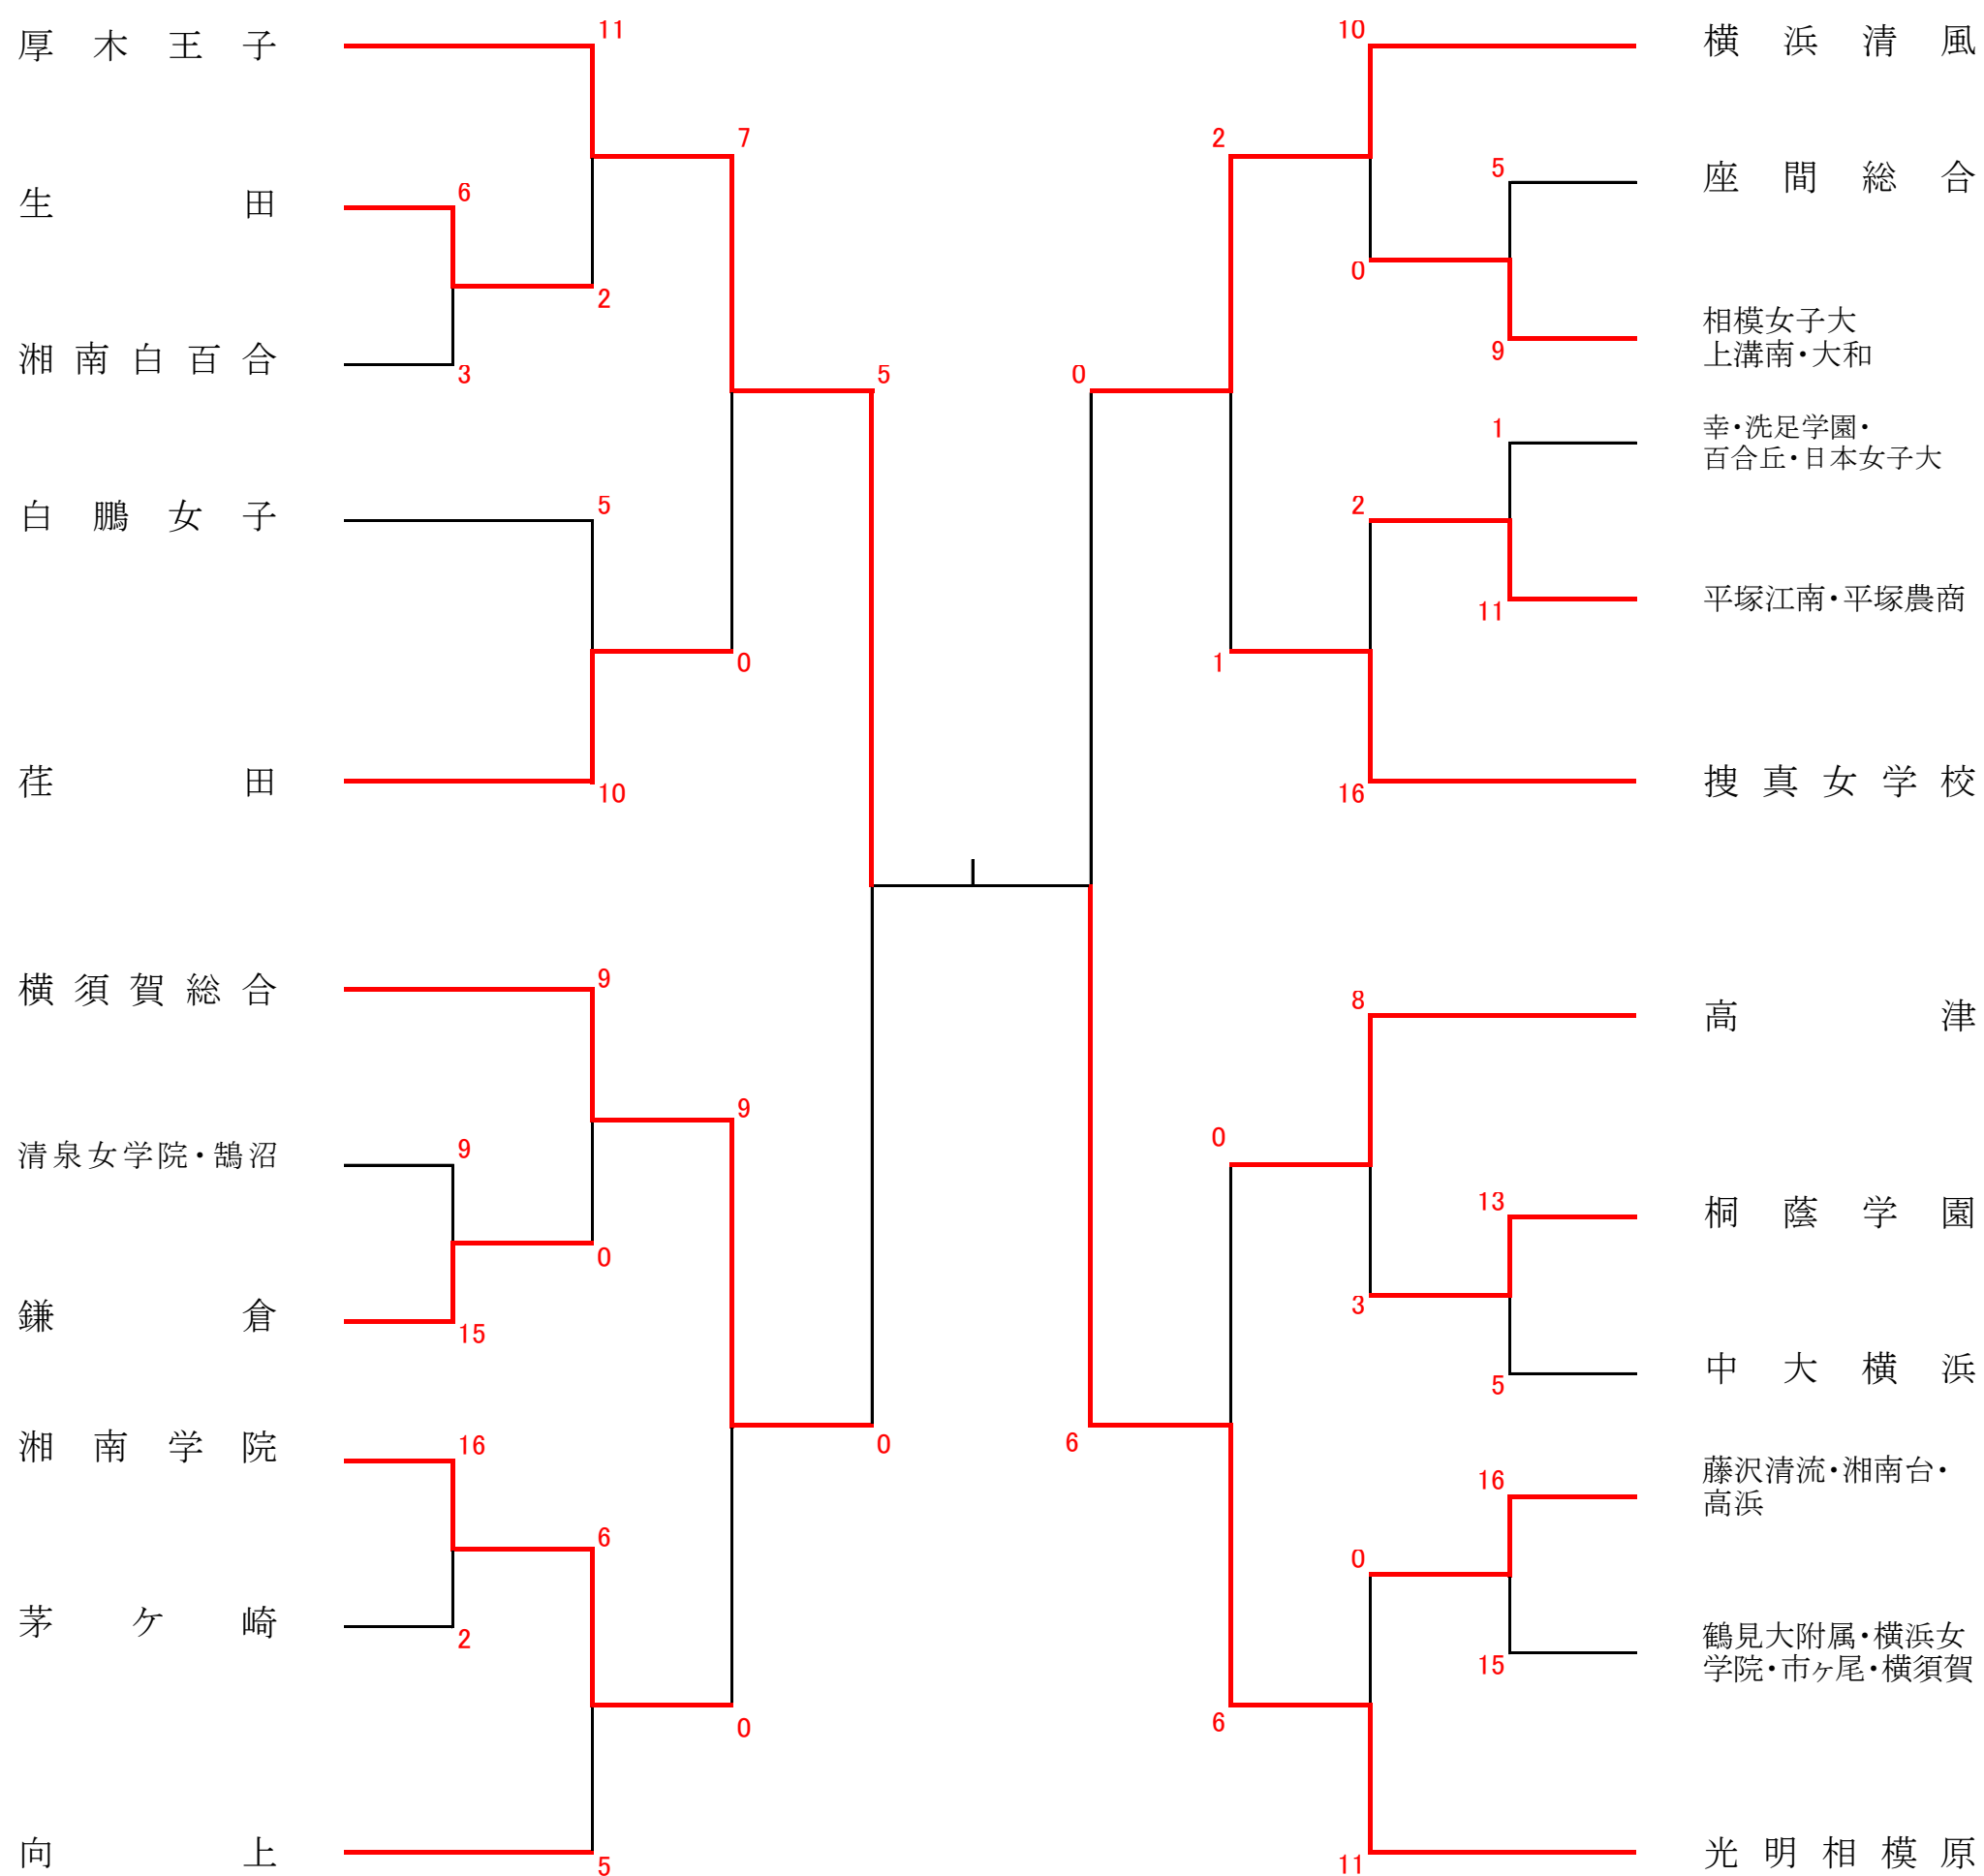 厚木王子
生田
湘南白百合
白鵬女子
荏田
横須賀総合
清泉女学院・鵠沼
鎌倉
湘南学院
茅ケ崎
向上
11
6
2
3
5
10
7
0
5
9
9
0
15
16
6
2
5
9
0
0
10
2
5
0
9
0
1
2
11
1
16
8
0
13
3
5
16
0
15
6
6
11
横浜清風
座間総合
相模女子大
上溝南・大和
幸・洗足学園・
百合丘・日本女子大
平塚江南・平塚農商
捜真女学校
高津
桐蔭学園
中大横浜
藤沢清流・湘南台・
高浜
鶴見大附属・横浜女
学院・市ヶ尾・横須賀
光明相模原